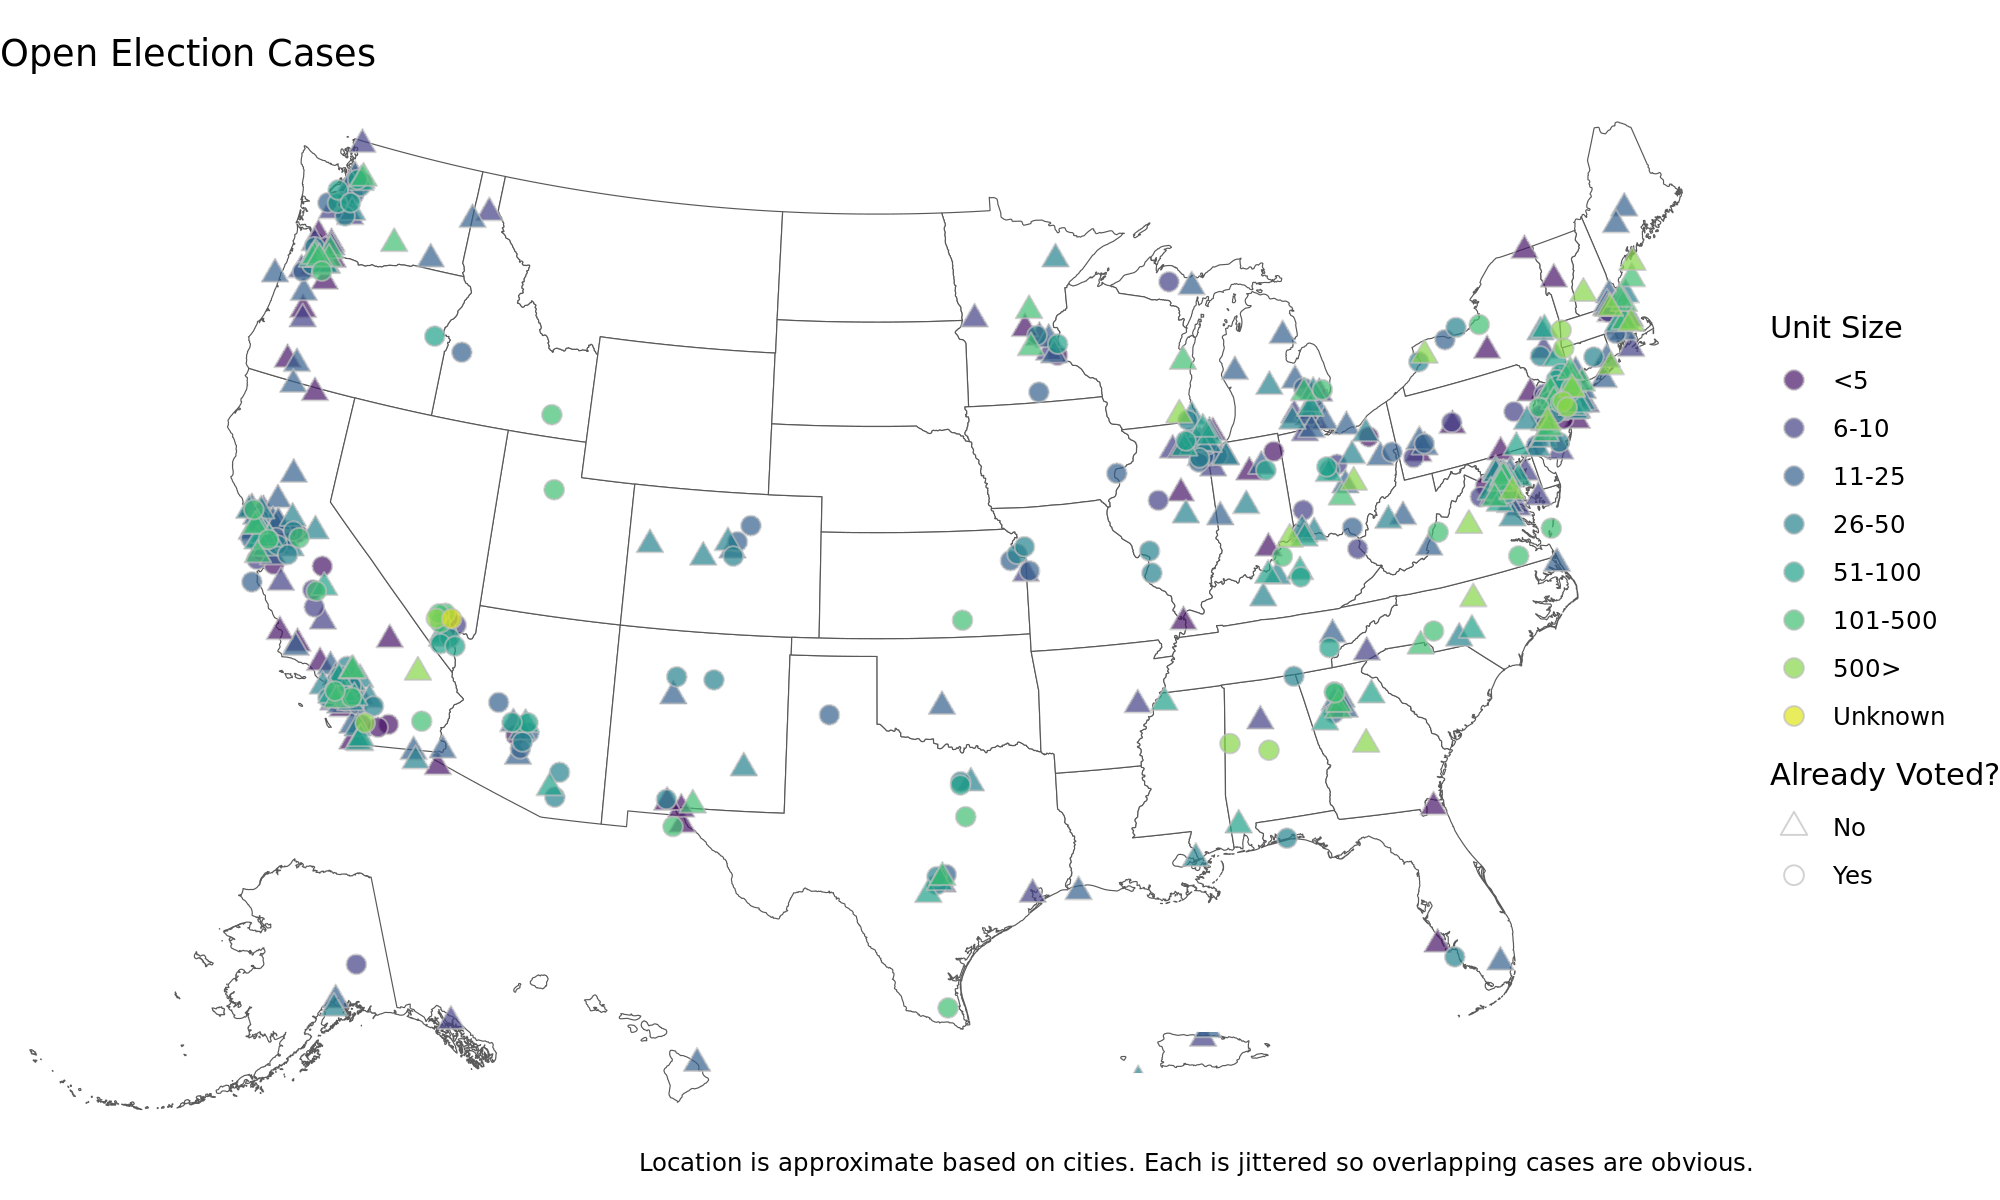 Open Election Cases
Unit Size
<5
6-10
11-25
26-50
51-100
101-500
500>
Unknown
Already Voted?
No
Yes
Location is approximate based on cities. Each is jittered so overlapping cases are obvious.